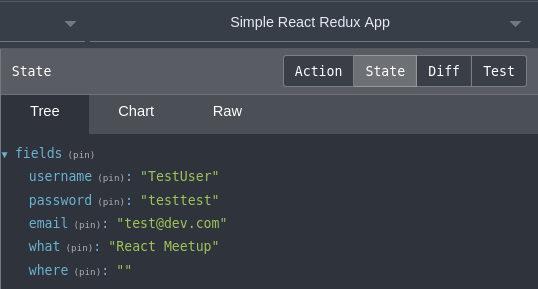 Simple React Redux App
State Action State Diff Test
Tree Chart Raw
fields (pin)
username (pin): "TestUser"
password (pin): "testtest"
email (pin): "test@dev.com"
what (pin): "React Meetup"
where (pin): ""